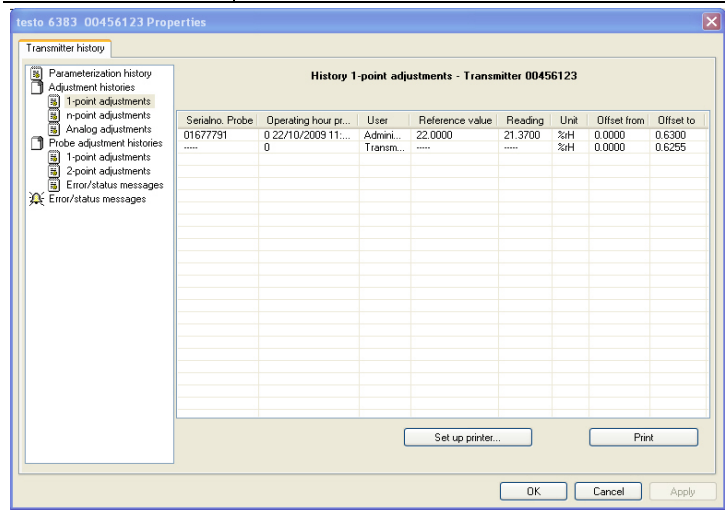 testo 6383 00456123 Properties
Transmitter history
Parameterization history
Adjustment histories
1-point adjustments
n-point adjustments
Analog adjustments
Probe adjustment histories
1-point adjustments
2-point adjustments
Error/status messages
Error/status messages
History 1-point adjustments - Transmitter 00456123
Serialno. Probe Operating hour pr... User Reference value Reading Unit Offset from Offset to
01677791 0 22/10/2009 11:... Admini... 22.0000 21.3700 %rH 0.0000 0.6300
----- 0 Transm... ----- ----- %rH 0.0000 0.6255
Set up printer... Print
OK Cancel Apply